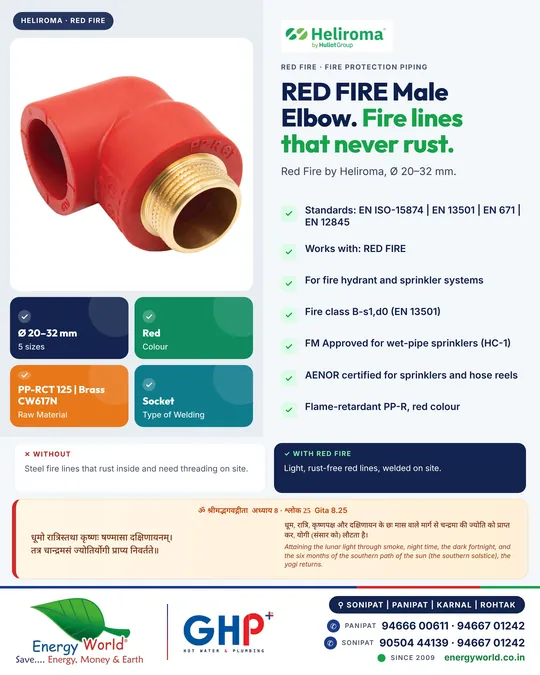 HELIROMA · RED FIRE
PP-RCT
Heliroma®
by HuliotGroup
RED FIRE · FIRE PROTECTION PIPING
RED FIRE Male
Elbow. Fire lines
that never rust.
Red Fire by Heliroma, Ø 20–32 mm.
Standards: EN ISO-15874 | EN 13501 | EN 671 |
EN 12845
Works with: RED FIRE
For fire hydrant and sprinkler systems
Fire class B-s1,d0 (EN 13501)
FM Approved for wet-pipe sprinklers (HC-1)
AENOR certified for sprinklers and hose reels
Flame-retardant PP-R, red colour
Ø 20–32 mm
5 sizes
Red
Colour
PP-RCT 125 | Brass
CW617N
Raw Material
Socket
Type of Welding
✕ WITHOUT
Steel fire lines that rust inside and need threading on site.
✓ WITH RED FIRE
Light, rust-free red lines, welded on site.
ॐ श्रीमद्भगवद्गीता अध्याय 8 · श्लोक 25 Gita 8.25
धूमो रात्रिस्तथा कृष्णः षण्मासा दक्षिणायनम्।
तत्र चान्द्रमसं ज्योतिर्योगी प्राप्य निवर्तते॥
धूम, रात्रि, कृष्णपक्ष और दक्षिणायन के छः मास वाले मार्ग से चन्द्रमा की ज्योति को प्राप्त
कर, योगी (संसार को) लौटता है।
Attaining the lunar light through smoke, night time, the dark fortnight, and
the six months of the southern path of the sun (the southern solstice), the
yogi returns.
Energy World®
Save.... Energy, Money & Earth
GHP+
HOT WATER & PLUMBING
SONIPAT | PANIPAT | KARNAL | ROHTAK
PANIPAT 94666 00611 · 94667 01242
SONIPAT 90504 44139 · 94667 01242
SINCE 2009 energyworld.co.in